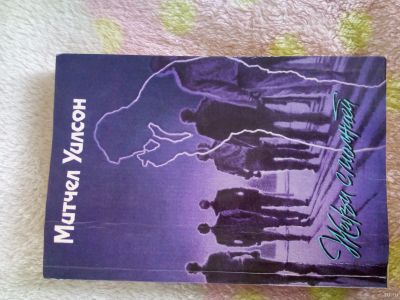 Митчел Уилсон
Живи с молнией